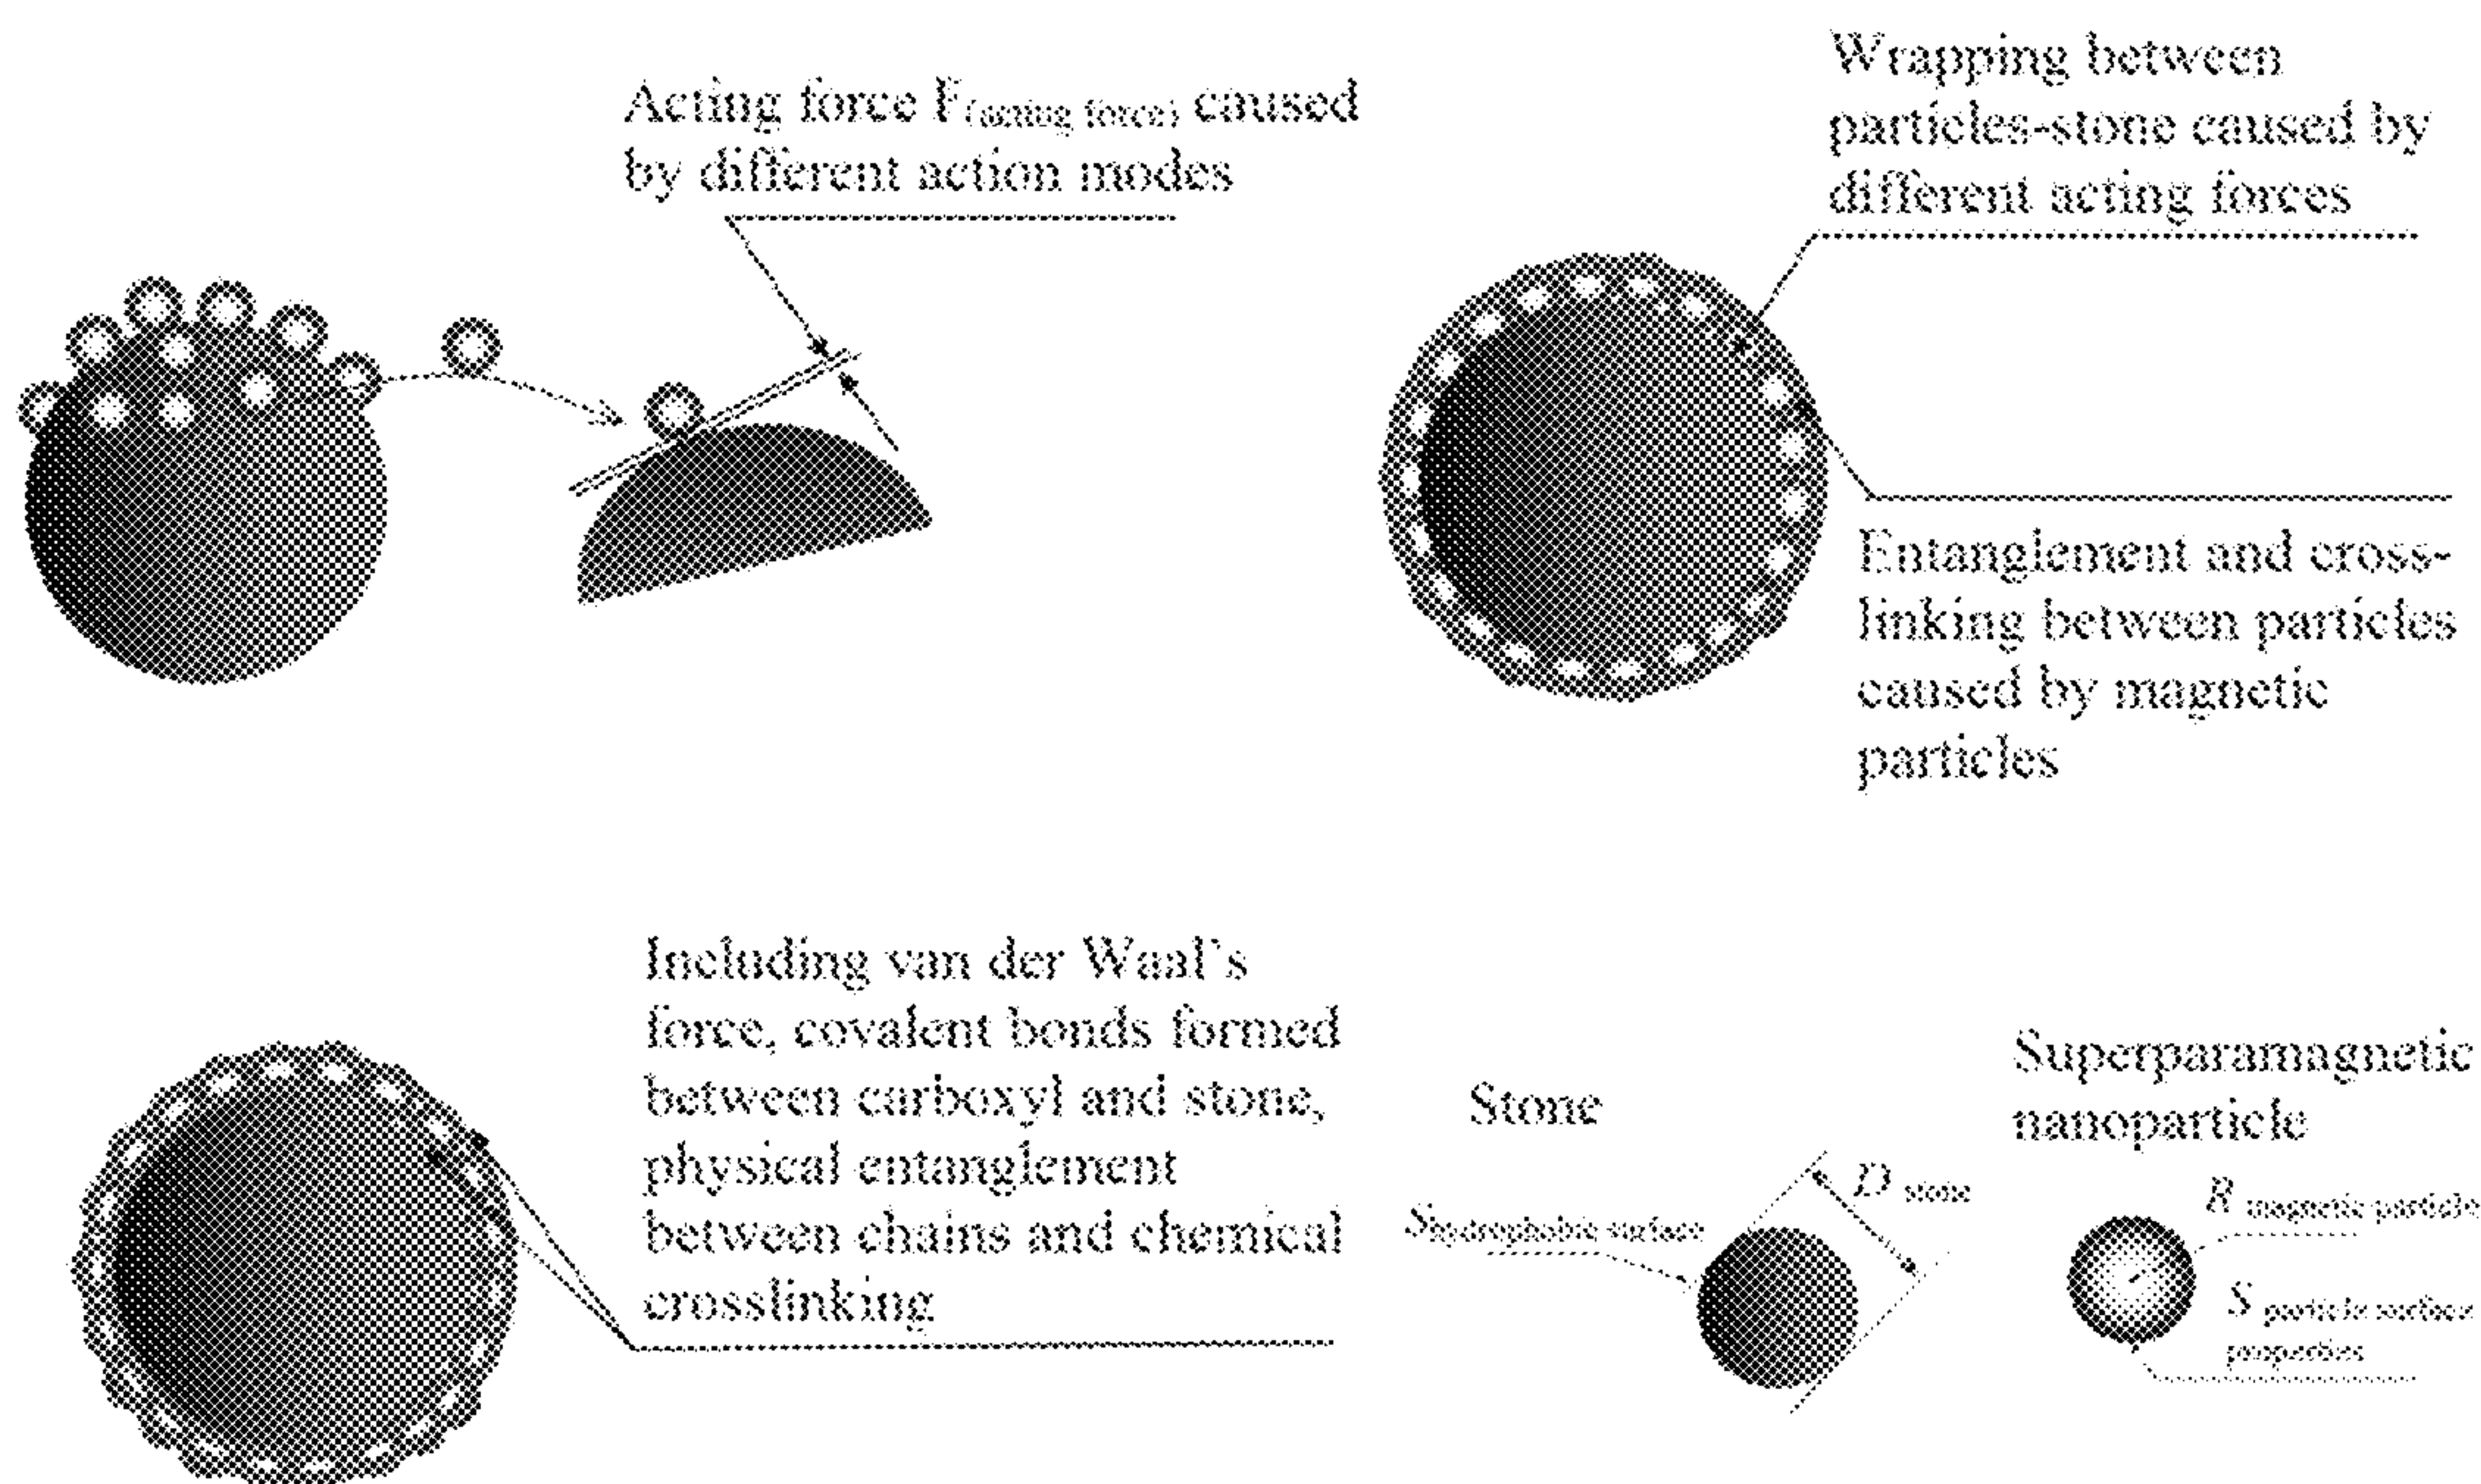 Acting force F(acting force) caused
by different action modes
Wrapping between
particles-stone caused by
different acting forces
Entanglement and cross-
linking between particles
caused by magnetic
particles
Including van der Waal's
force, covalent bonds formed
between carboxyl and stone,
physical entanglement
between chains and chemical
crosslinking
Stone
D stone
S surface
Superparamagnetic
nanoparticle
R magnetic particle
S particle surface
properties